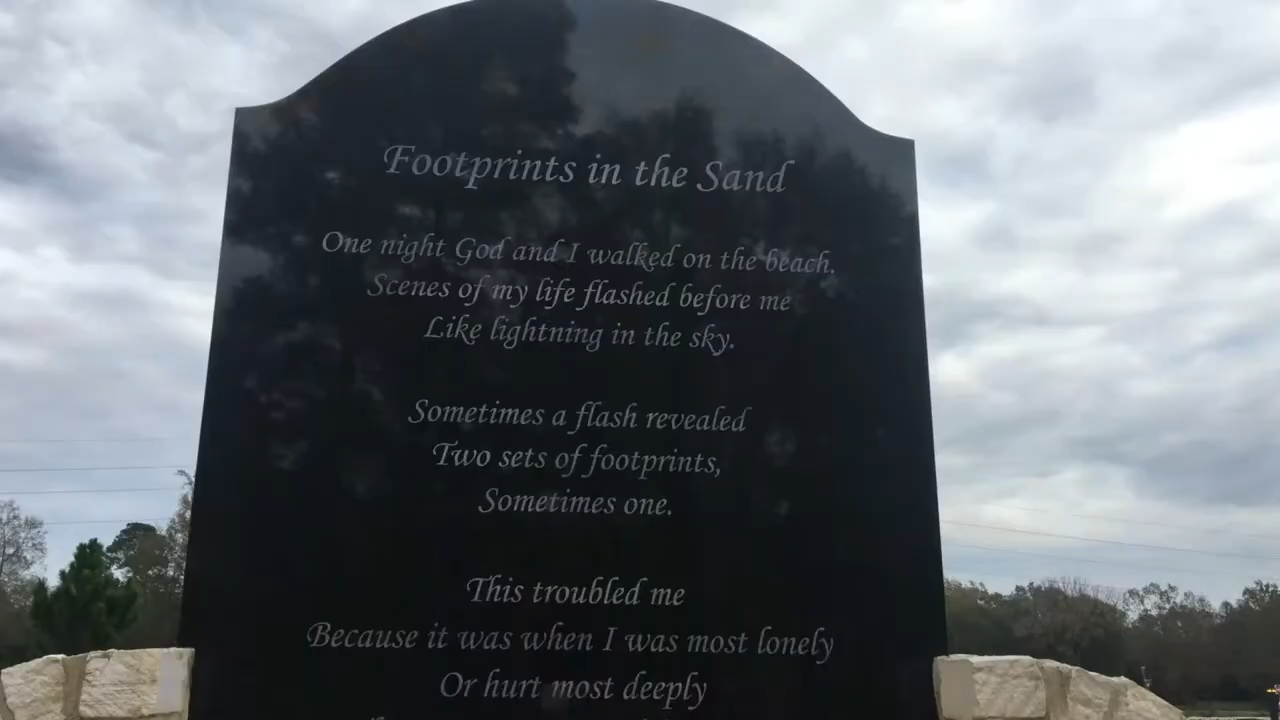 Footprints in the Sand
One night God and I walked on the beach.
Scenes of my life flashed before me
Like lightning in the sky.
Sometimes a flash revealed
Two sets of footprints,
Sometimes one.
This troubled me
Because it was when I was most lonely
Or hurt most deeply